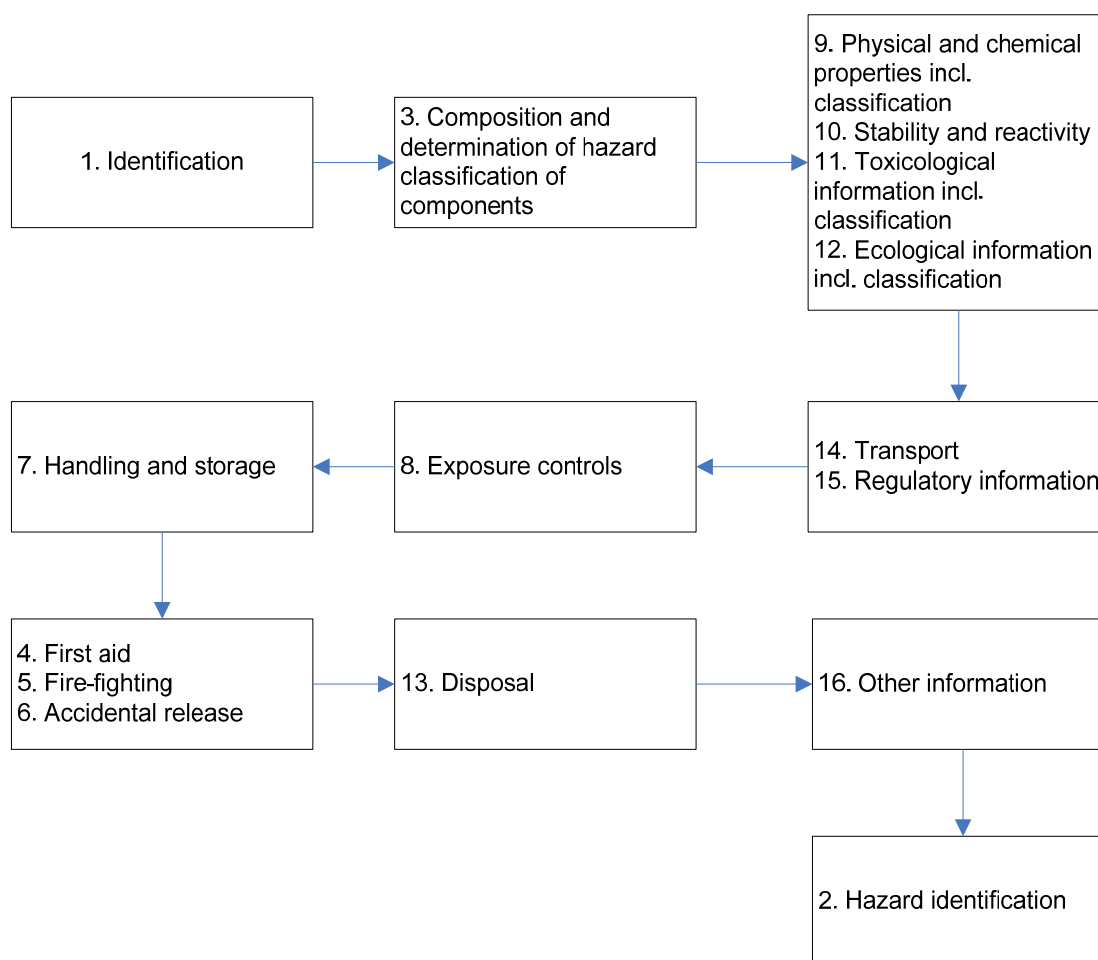 1. Identification
3. Composition and
determination of hazard
classification of
components
9. Physical and chemical
properties incl.
classification
10. Stability and reactivity
11. Toxicological
information incl.
classification
12. Ecological information
incl. classification
7. Handling and storage
8. Exposure controls
14. Transport
15. Regulatory information
4. First aid
5. Fire-fighting
6. Accidental release
13. Disposal
16. Other information
2. Hazard identification